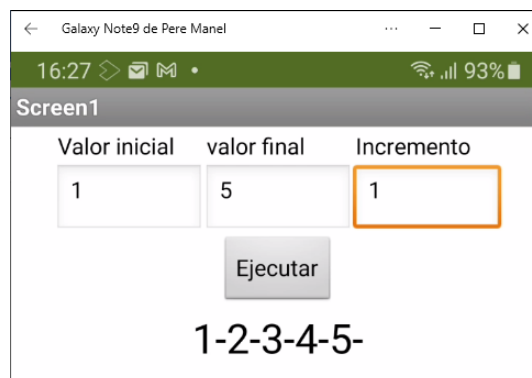 Galaxy Note9 de Pere Manel
16:27 93%
Screen1
Valor inicial valor final Incremento
1 5 1
Ejecutar
1-2-3-4-5-